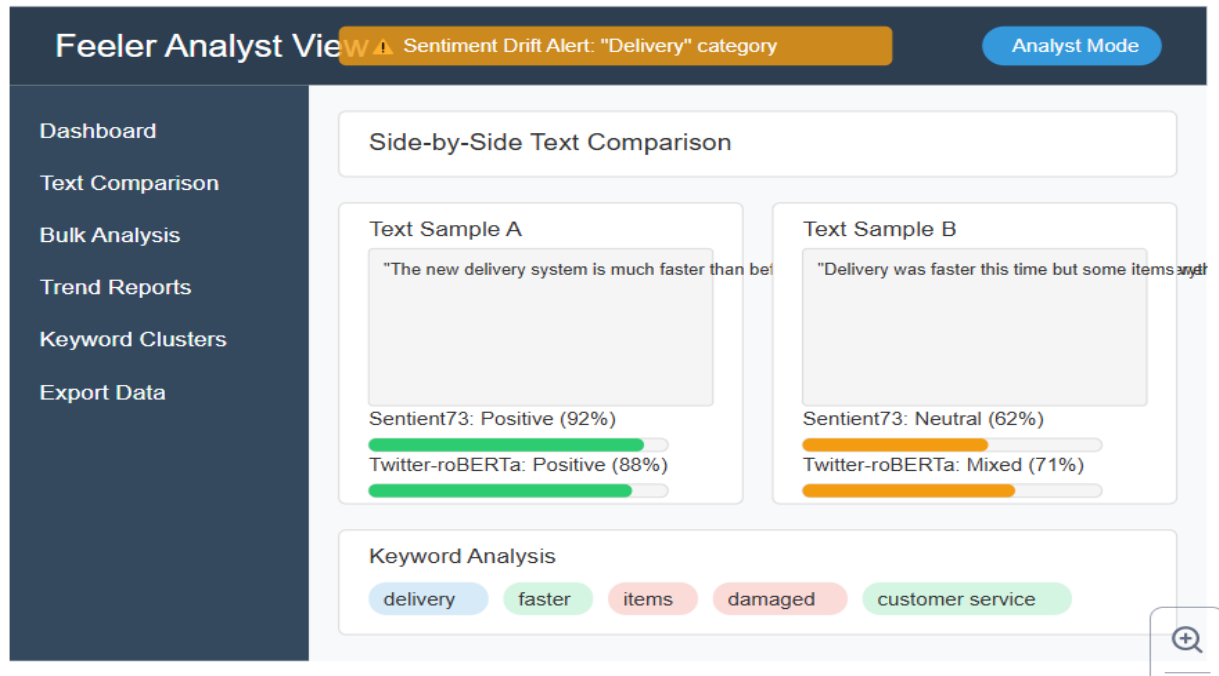 Feeler Analyst View
⚠ Sentiment Drift Alert: "Delivery" category
Analyst Mode
Dashboard
Text Comparison
Bulk Analysis
Trend Reports
Keyword Clusters
Export Data
Side-by-Side Text Comparison
Text Sample A
"The new delivery system is much faster than bef
Sentient73: Positive (92%)
Twitter-roBERTa: Positive (88%)
Text Sample B
"Delivery was faster this time but some items
Sentient73: Neutral (62%)
Twitter-roBERTa: Mixed (71%)
Keyword Analysis
delivery faster items damaged customer service